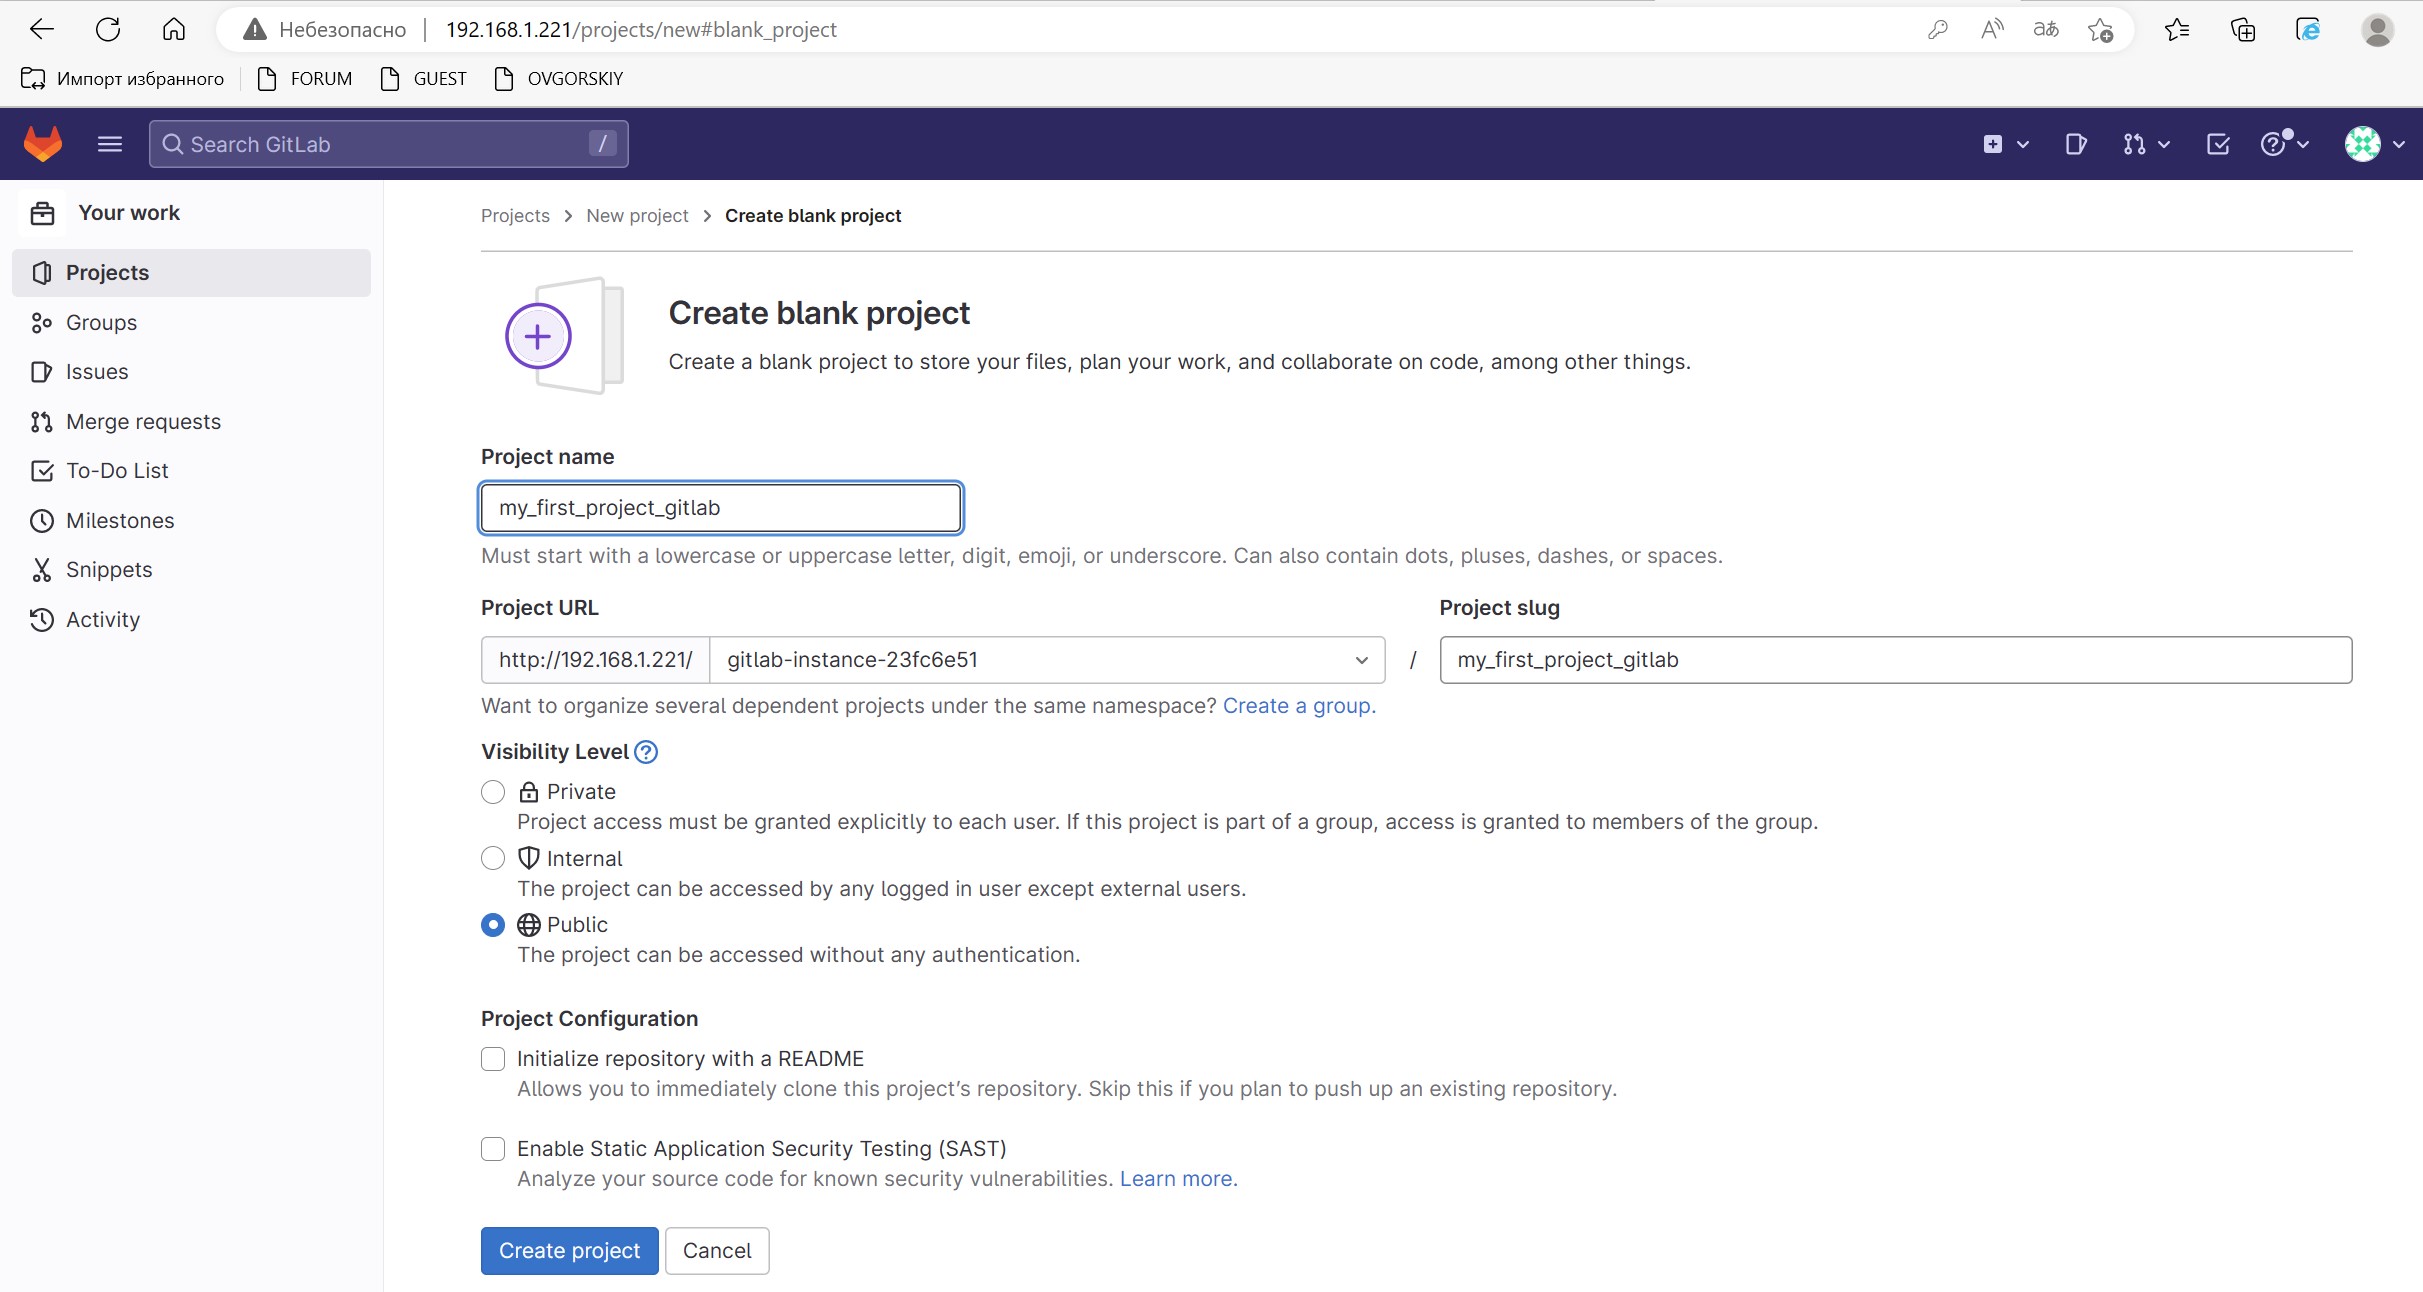 Небезопасно
192.168.1.221/projects/new#blank_project
Импорт избранного FORUM GUEST OVGORSKIY
Search GitLab /
Your work
Projects
Groups
Issues
Merge requests
To-Do List
Milestones
Snippets
Activity
Projects > New project > Create blank project
Create blank project
Create a blank project to store your files, plan your work, and collaborate on code, among other things.
Project name
my_first_project_gitlab
Must start with a lowercase or uppercase letter, digit, emoji, or underscore. Can also contain dots, pluses, dashes, or spaces.
Project URL Project slug
http://192.168.1.221/ gitlab-instance-23fc6e51 / my_first_project_gitlab
Want to organize several dependent projects under the same namespace? Create a group.
Visibility Level
Private
Project access must be granted explicitly to each user. If this project is part of a group, access is granted to members of the group.
Internal
The project can be accessed by any logged in user except external users.
Public
The project can be accessed without any authentication.
Project Configuration
Initialize repository with a README
Allows you to immediately clone this project’s repository. Skip this if you plan to push up an existing repository.
Enable Static Application Security Testing (SAST)
Analyze your source code for known security vulnerabilities. Learn more.
Create project Cancel